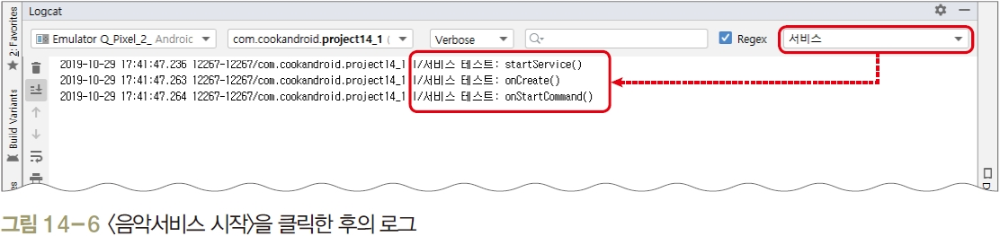 Logcat
2: Favorites
Emulator Q_Pixel_2_ Androic
com.cookandroid.project14_1 (
Verbose
Regex
서비스
2019-10-29 17:41:47.236 12267-12267/com.cookandroid.project14_1 I/서비스 테스트: startService()
2019-10-29 17:41:47.263 12267-12267/com.cookandroid.project14_1 I/서비스 테스트: onCreate()
2019-10-29 17:41:47.264 12267-12267/com.cookandroid.project14_1 I/서비스 테스트: onStartCommand()
Build Variants
그림 14-6 〈음악서비스 시작〉을 클릭한 후의 로그